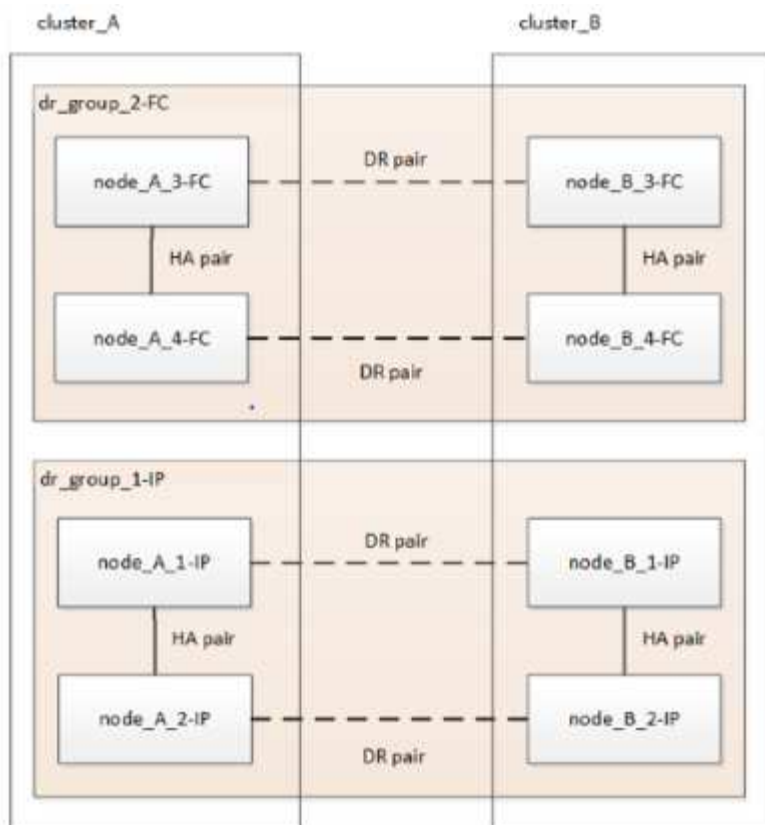 cluster_A
cluster_B
dr_group_2-FC
node_A_3-FC
DR pair
node_B_3-FC
HA pair
HA pair
node_A_4-FC
node_B_4-FC
DR pair
dr_group_1-IP
node_A_1-IP
DR pair
node_B_1-IP
HA pair
HA pair
node_A_2-IP
node_B_2-IP
DR pair